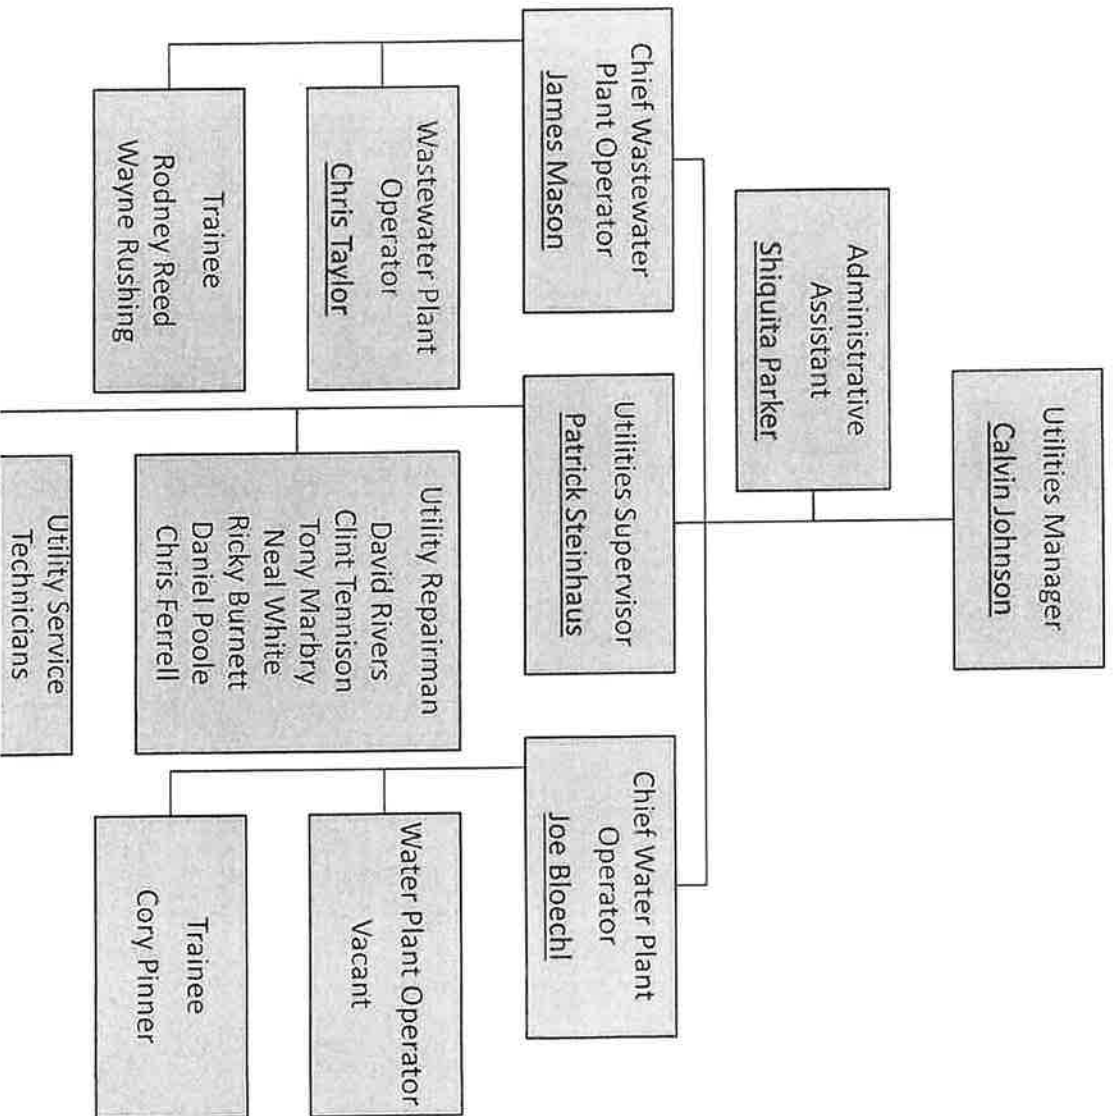 Utilities Manager
Calvin Johnson
Administrative
Assistant
Shiquita Parker
Chief Wastewater
Plant Operator
James Mason
Utilities Supervisor
Patrick Steinhaus
Chief Water Plant
Operator
Joe Bloechl
Wastewater Plant
Operator
Chris Taylor
Trainee
Rodney Reed
Wayne Rushing
Utility Repairman
David Rivers
Clint Tennison
Tony Marbry
Neal White
Ricky Burnett
Daniel Poole
Chris Ferrell
Utility Service
Technicians
Water Plant Operator
Vacant
Trainee
Cory Pinner